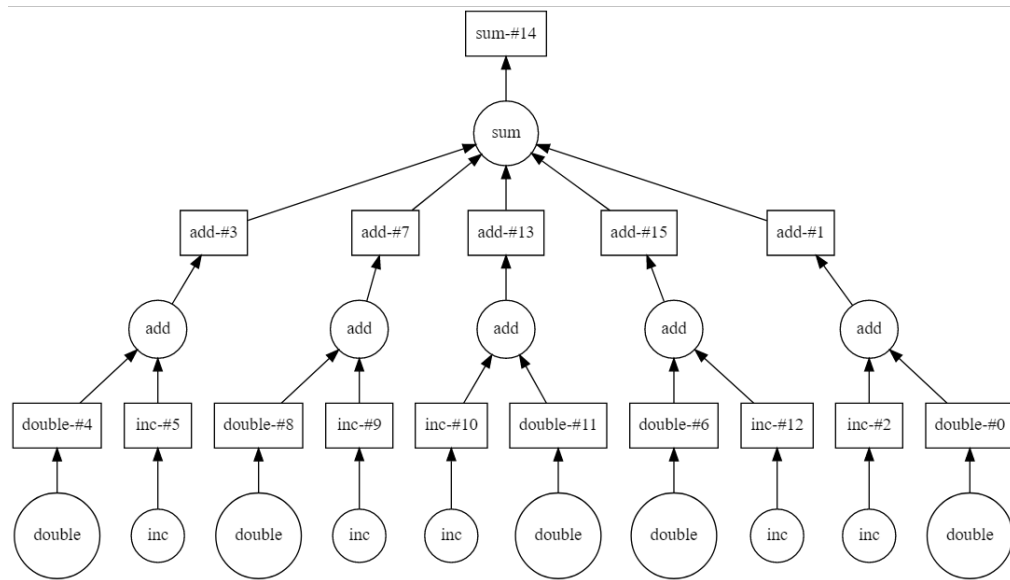 sum-#14
sum
add-#3
add-#7
add-#13
add-#15
add-#1
add
add
add
add
add
double-#4
inc-#5
double-#8
inc-#9
inc-#10
double-#11
double-#6
inc-#12
inc-#2
double-#0
double
inc
double
inc
inc
double
double
inc
inc
double